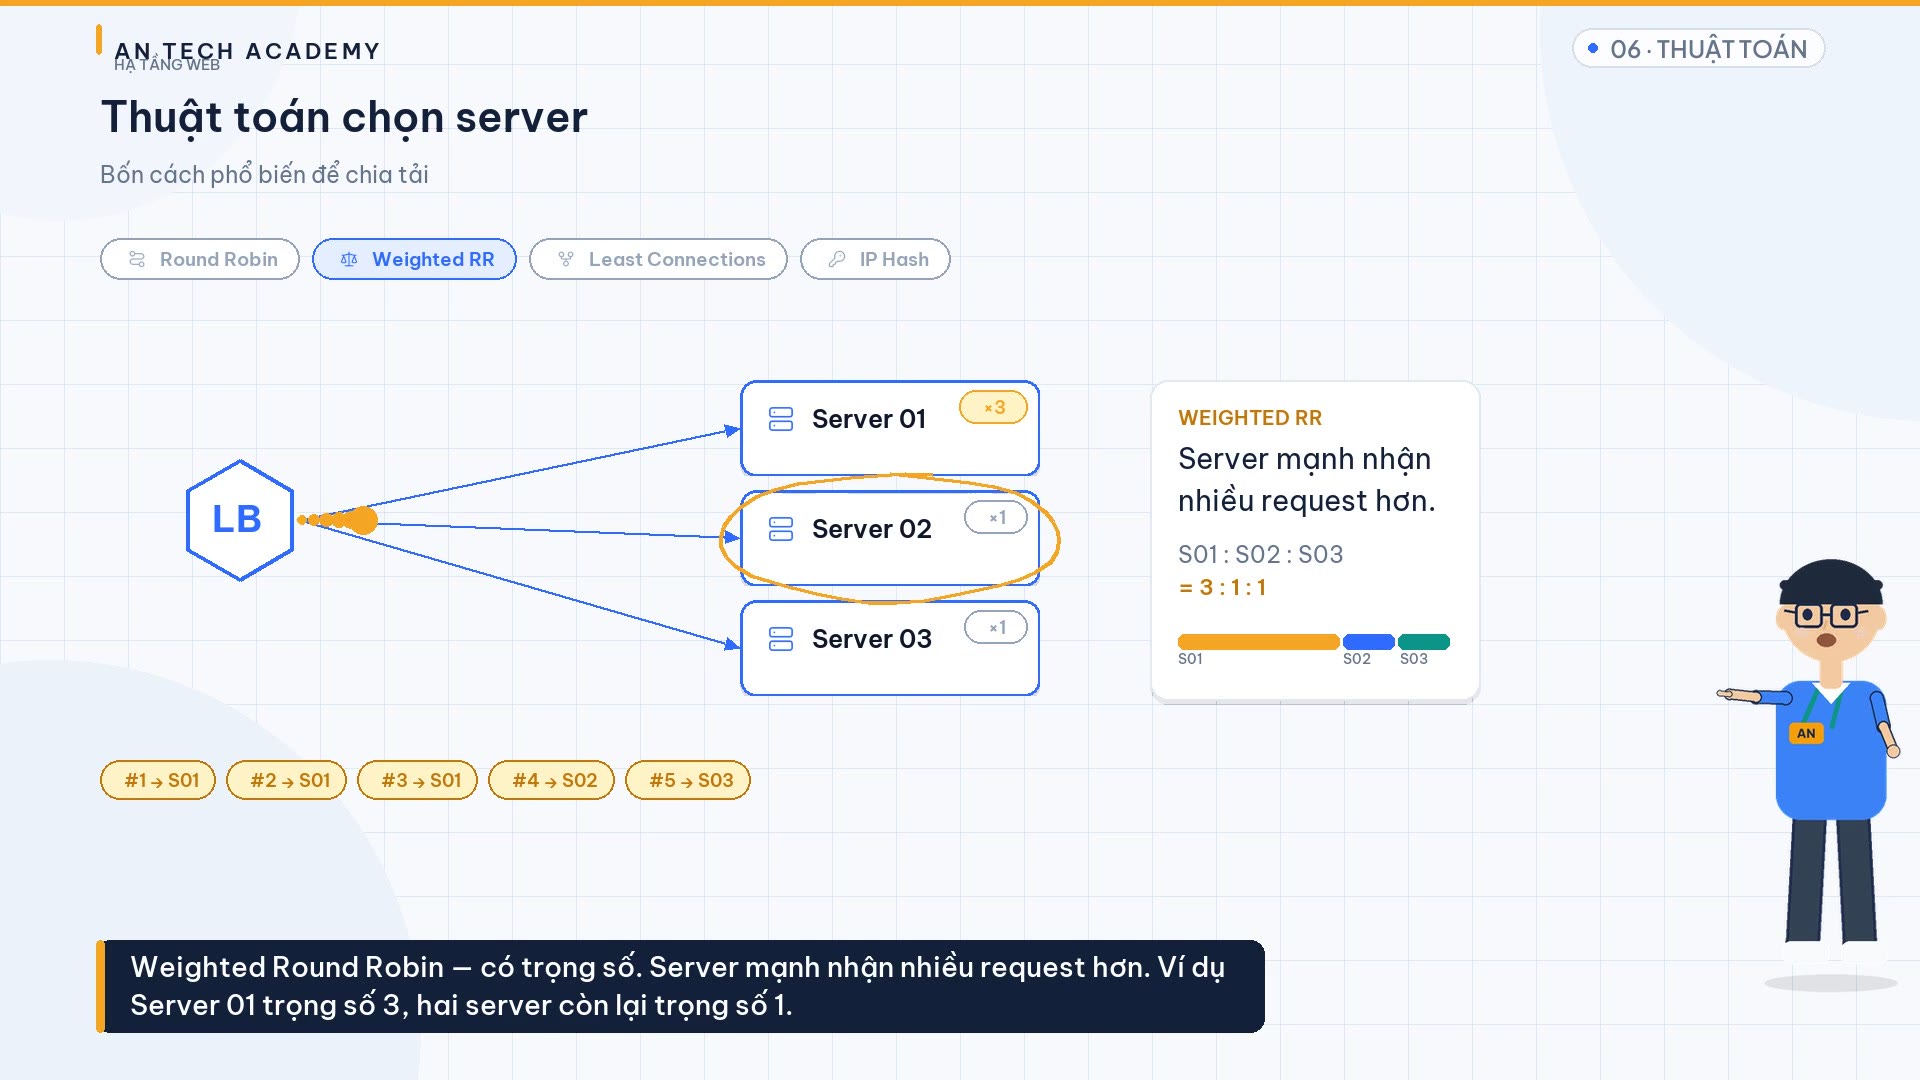 AN TECH ACADEMY
HẠ TẦNG WEB
06 · THUẬT TOÁN
Thuật toán chọn server
Bốn cách phổ biến để chia tải
Round Robin
Weighted RR
Least Connections
IP Hash
LB
Server 01
×3
Server 02
×1
Server 03
×1
WEIGHTED RR
Server mạnh nhận
nhiều request hơn.
S01 : S02 : S03
= 3 : 1 : 1
S01
S02
S03
AN
#1 → S01
#2 → S01
#3 → S01
#4 → S02
#5 → S03
Weighted Round Robin — có trọng số. Server mạnh nhận nhiều request hơn. Ví dụ
Server 01 trọng số 3, hai server còn lại trọng số 1.